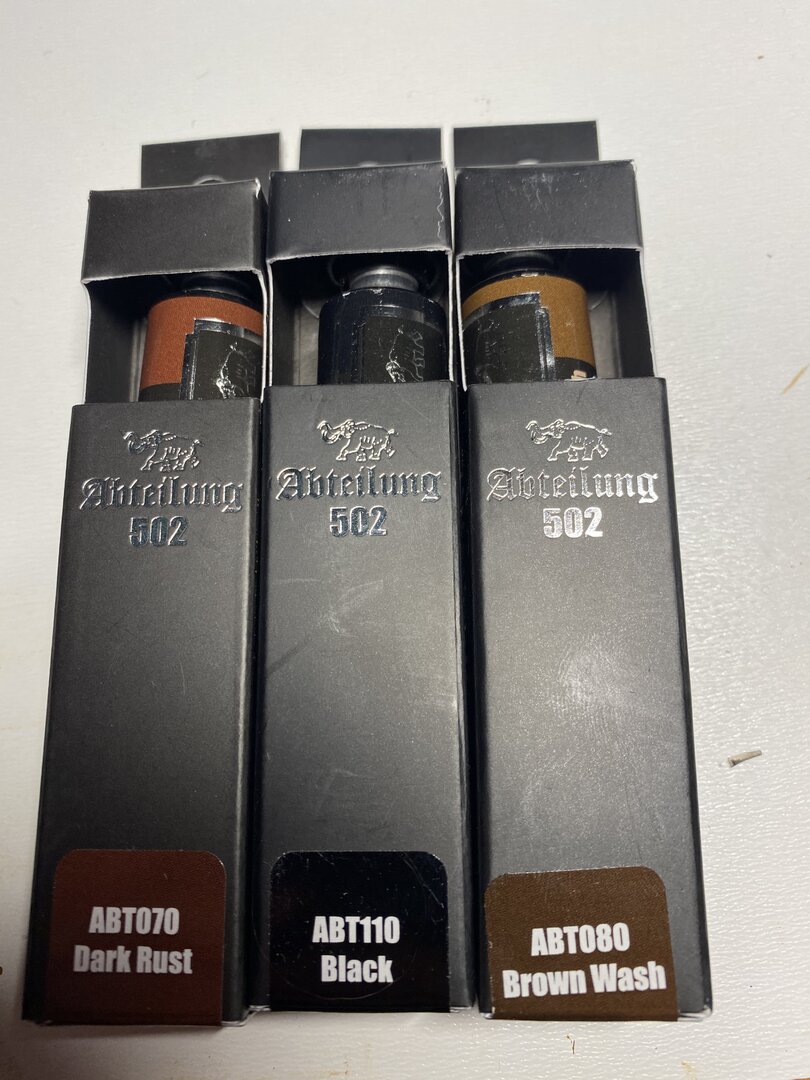 Abteilung
502
ABT070
Dark Rust
Abteilung
502
ABT110
Black
Abteilung
502
ABT080
Brown Wash